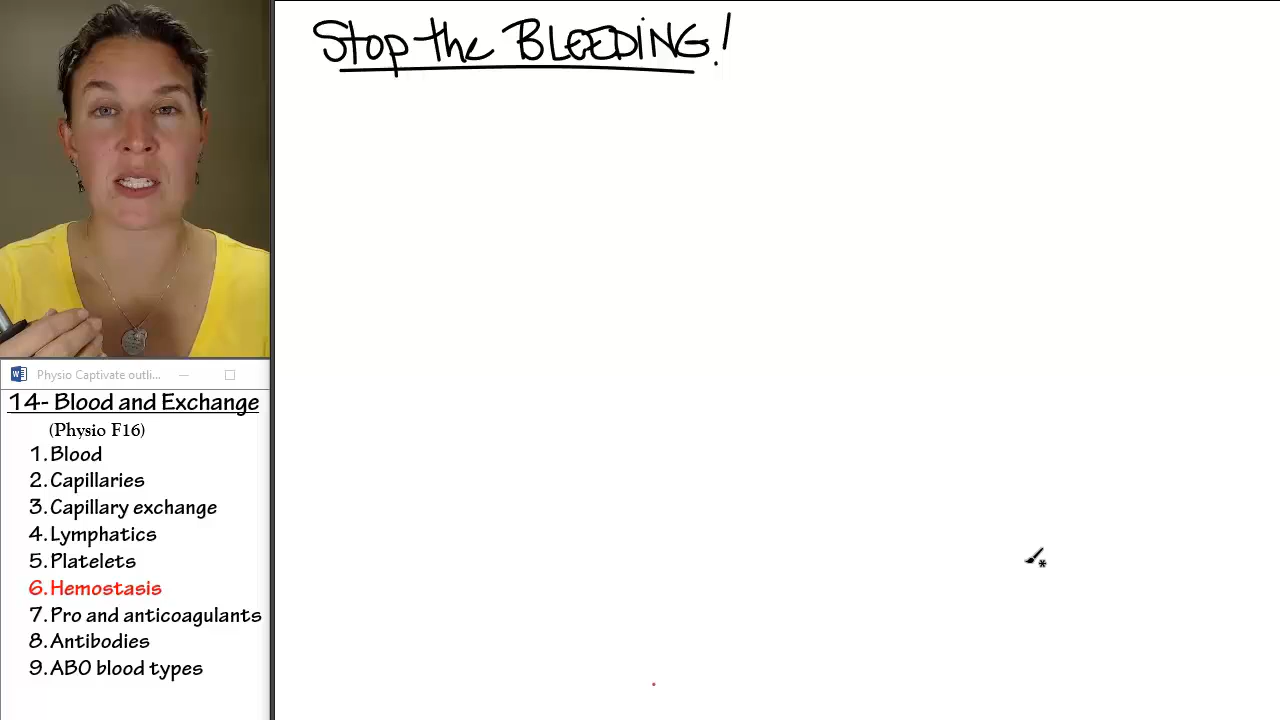 Stop the BLEEDING!
Physio Captivate outli...
14- Blood and Exchange
(Physio F16)
1. Blood
2. Capillaries
3. Capillary exchange
4. Lymphatics
5. Platelets
6. Hemostasis
7. Pro and anticoagulants
8. Antibodies
9. ABO blood types